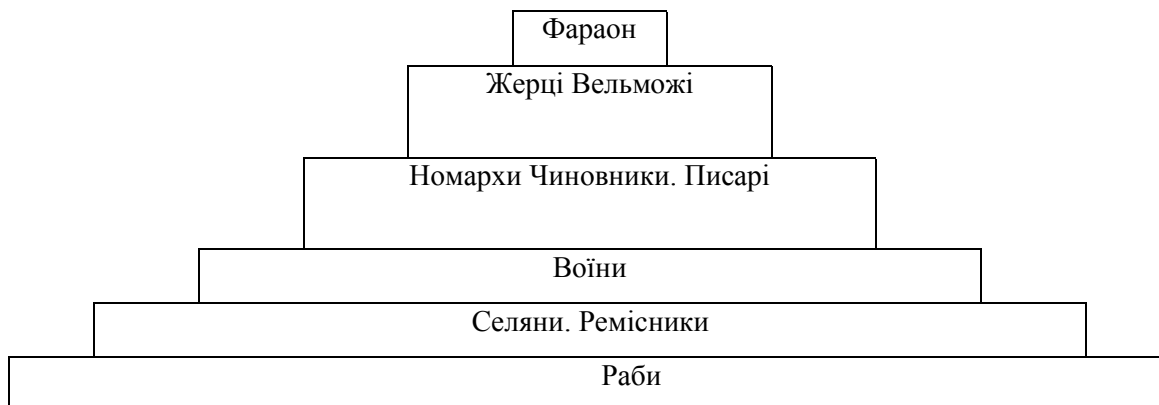 Фараон
Жерці Вельможі
Номархи Чиновники. Писарі
Воїни
Селяни. Ремісники
Раби